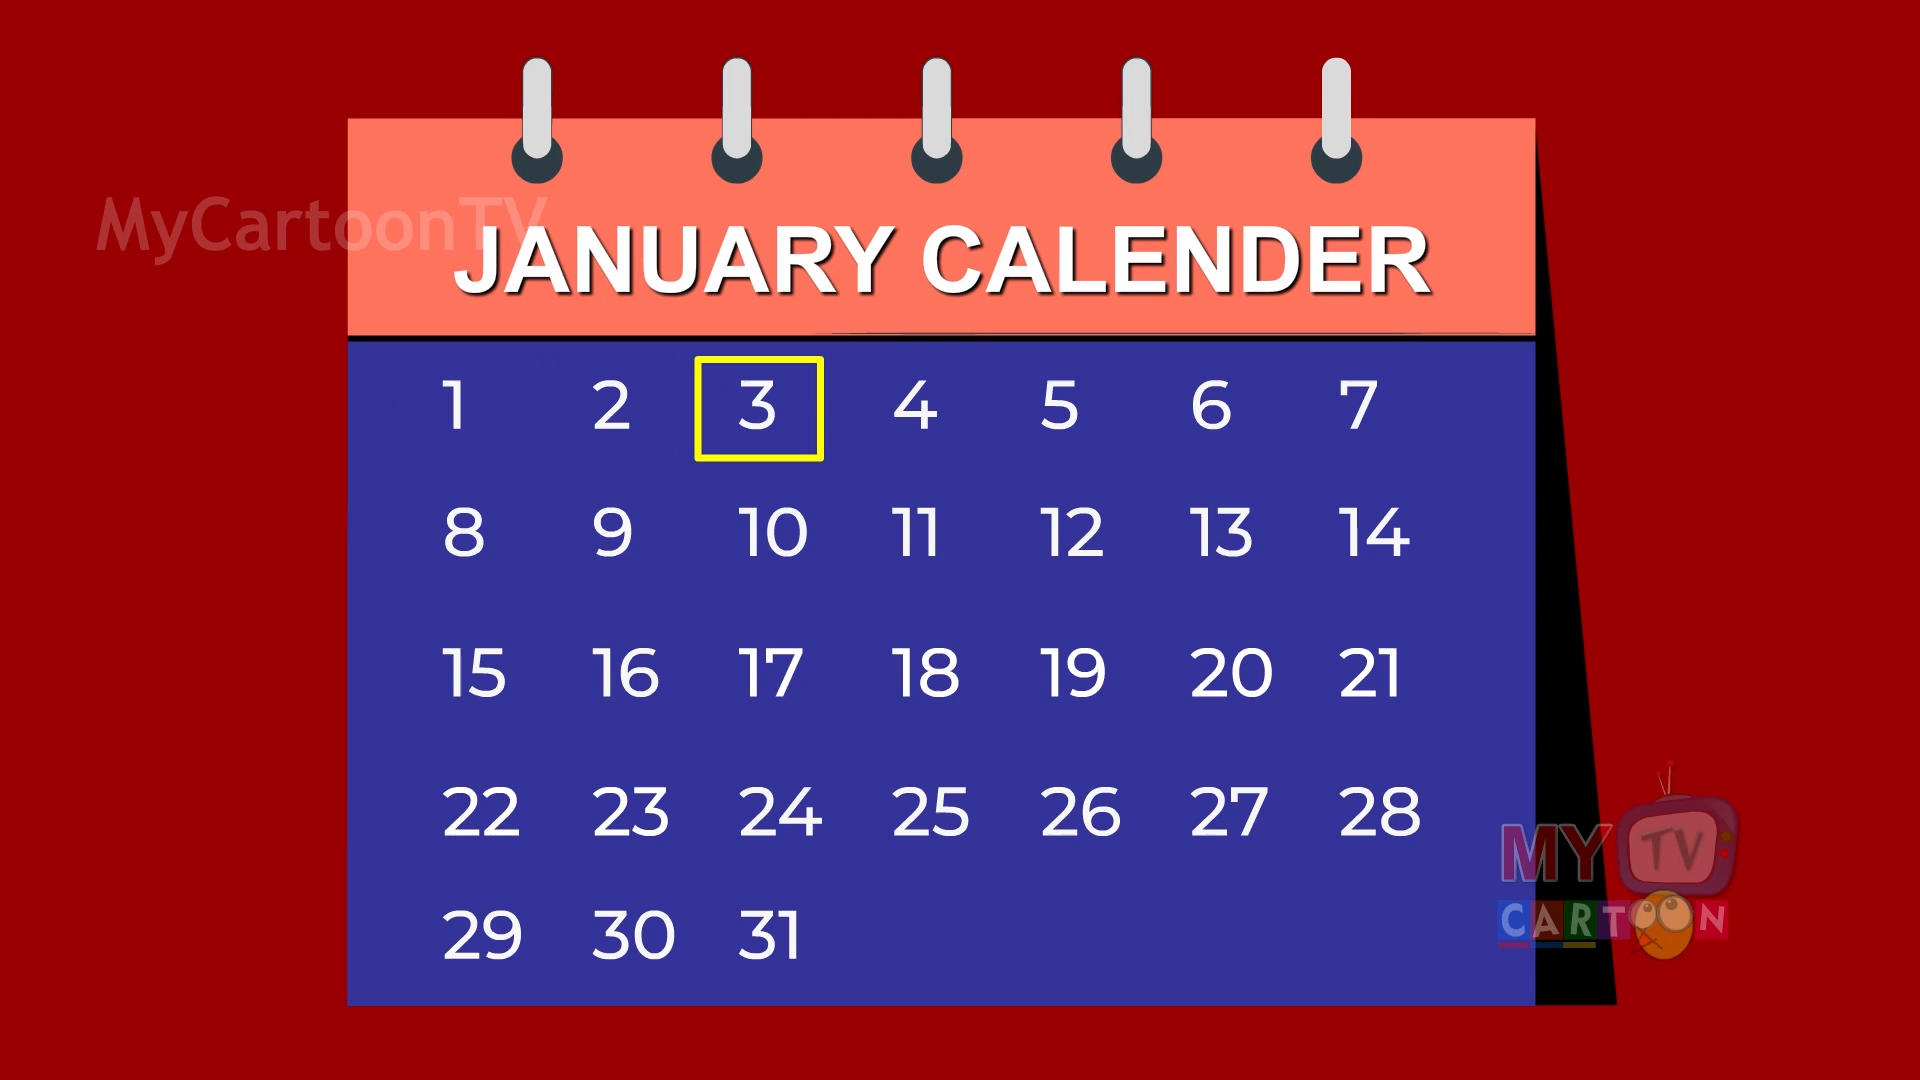 MyCartoonTV
JANUARY CALENDER
1 2 3 4 5 6 7
8 9 10 11 12 13 14
15 16 17 18 19 20 21
22 23 24 25 26 27 28
29 30 31
MY TV
CARTOON